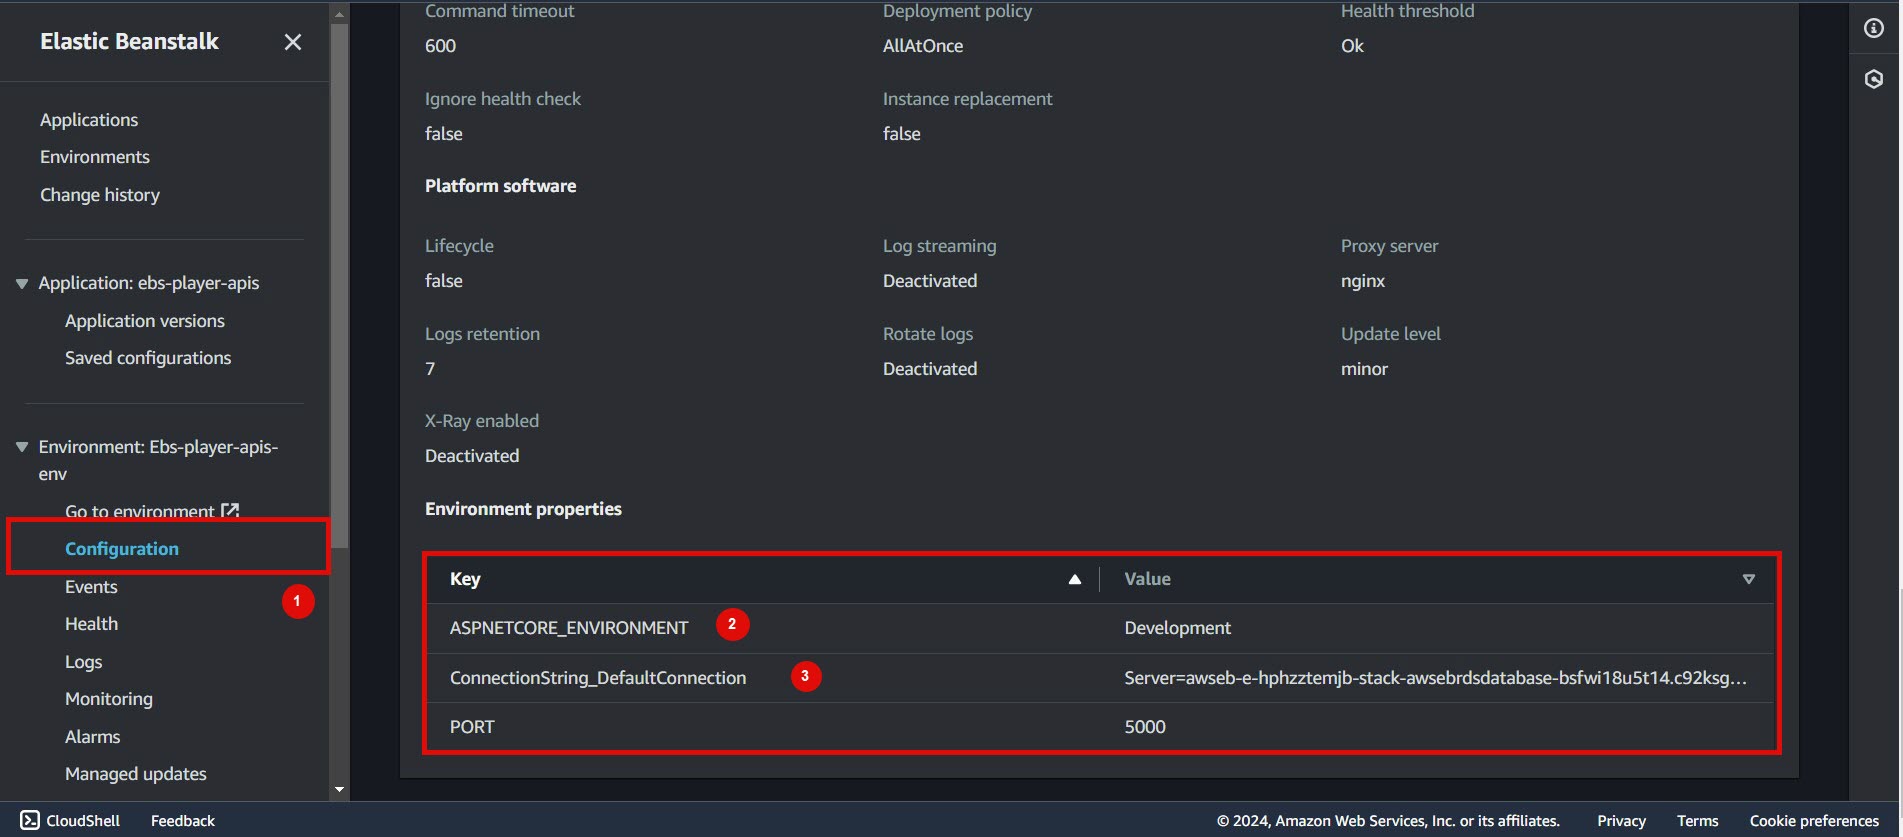 Elastic Beanstalk
Applications
Environments
Change history
Application: ebs-player-apis
Application versions
Saved configurations
Environment: Ebs-player-apis-
env
Go to environment
Configuration
1
Events
Health
Logs
Monitoring
Alarms
Managed updates
Command timeout Deployment policy Health threshold
600 AllAtOnce Ok
Ignore health check Instance replacement
false false
Platform software
Lifecycle Log streaming Proxy server
false Deactivated nginx
Logs retention Rotate logs Update level
7 Deactivated minor
X-Ray enabled
Deactivated
Environment properties
Key Value
ASPNETCORE_ENVIRONMENT 2 Development
ConnectionString_DefaultConnection 3 Server=awseb-e-hphzztemjb-stack-awsebrdsdatabase-bsfwi18u5t14.c92ksg...
PORT 5000
CloudShell Feedback © 2024, Amazon Web Services, Inc. or its affiliates. Privacy Terms Cookie preferences